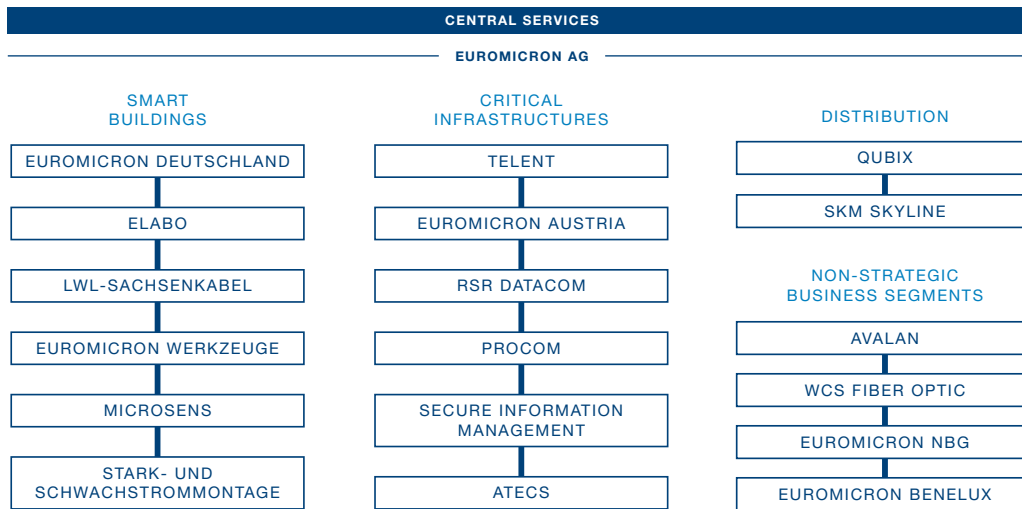 CENTRAL SERVICES
EUROMICRON AG
SMART
BUILDINGS
EUROMICRON DEUTSCHLAND
ELABO
LWL-SACHSENKABEL
EUROMICRON WERKZEUGE
MICROSENS
STARK- UND
SCHWACHSTROMMONTAGE
CRITICAL
INFRASTRUCTURES
TELENT
EUROMICRON AUSTRIA
RSR DATACOM
PROCOM
SECURE INFORMATION
MANAGEMENT
ATECS
DISTRIBUTION
QUBIX
SKM SKYLINE
NON-STRATEGIC
BUSINESS SEGMENTS
AVALAN
WCS FIBER OPTIC
EUROMICRON NBG
EUROMICRON BENELUX